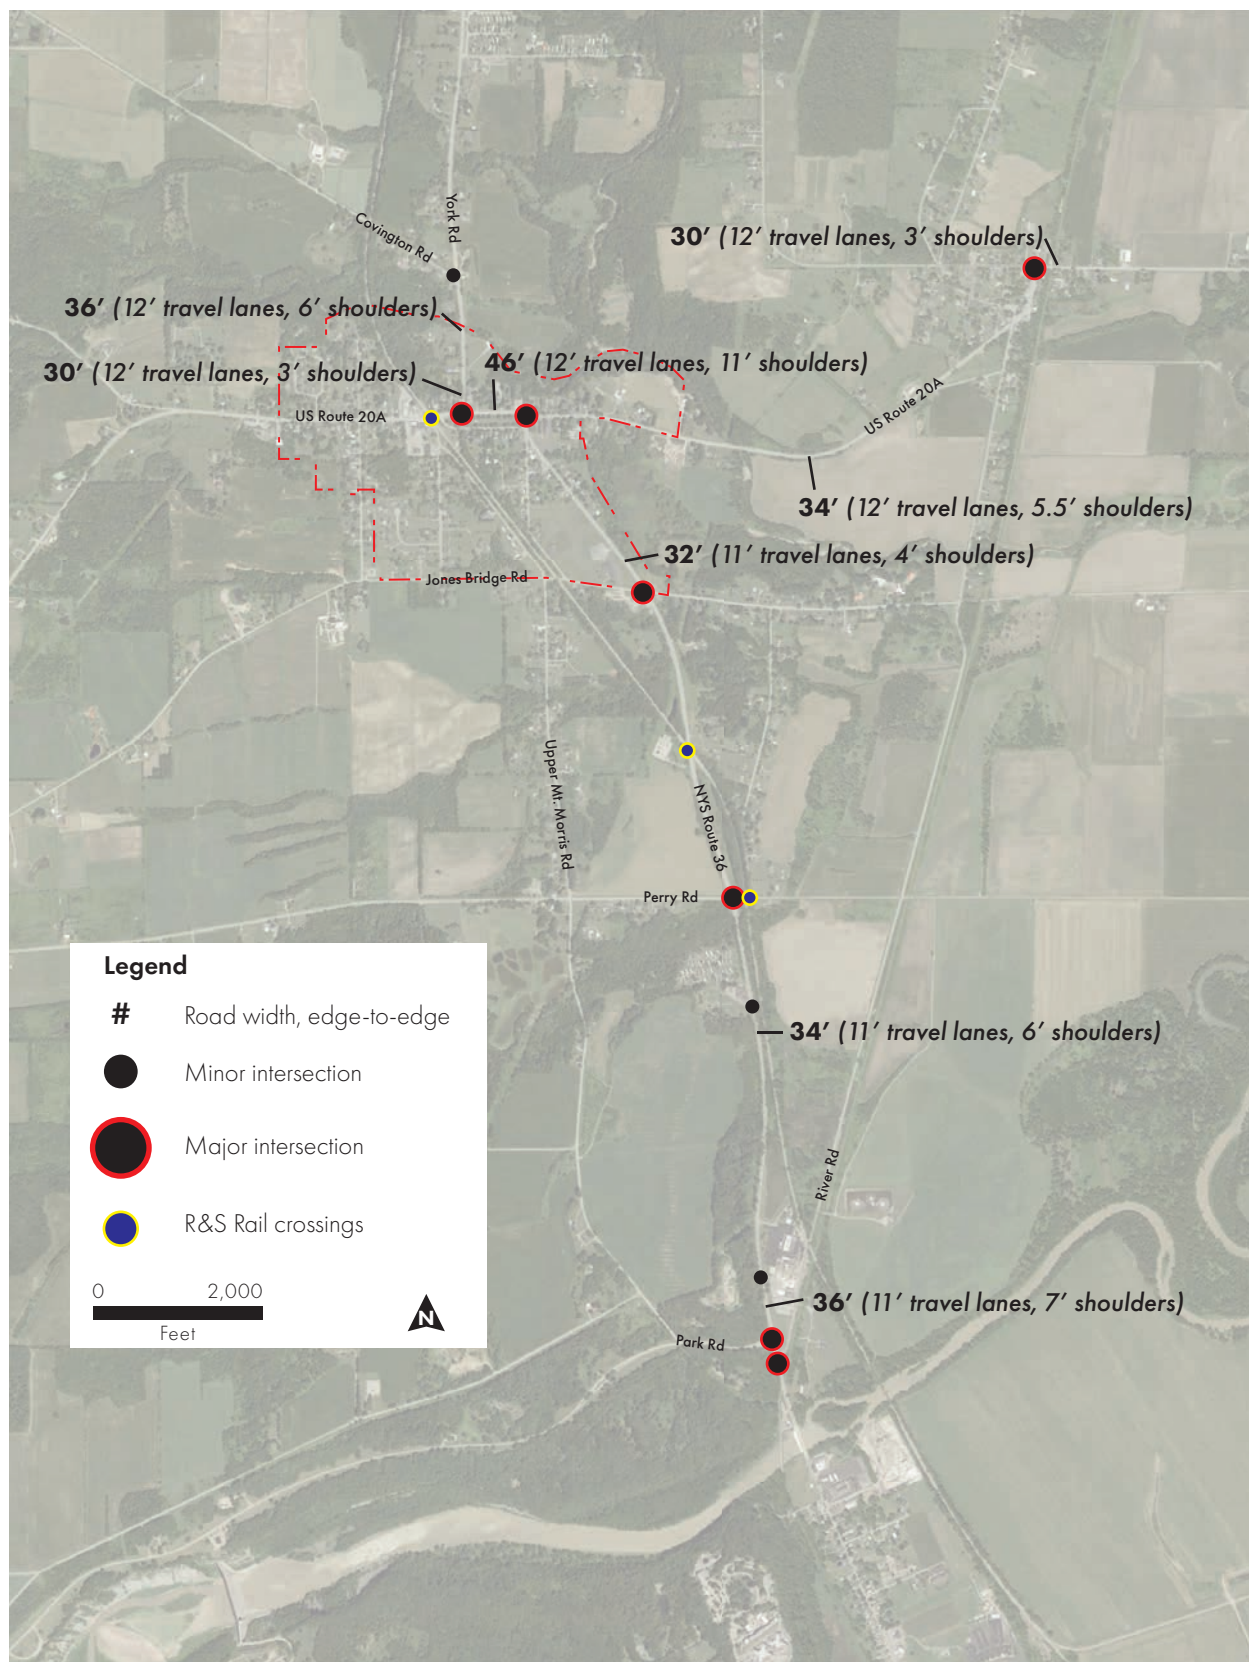 York Rd
Covington Rd
30’ (12’ travel lanes, 3’ shoulders)
36’ (12’ travel lanes, 6’ shoulders)
46’ (12’ travel lanes, 11’ shoulders)
30’ (12’ travel lanes, 3’ shoulders)
US Route 20A
US Route 20A
34’ (12’ travel lanes, 5.5’ shoulders)
32’ (11’ travel lanes, 4’ shoulders)
Jones Bridge Rd
Upper Mt. Morris Rd
NYS Route 36
Perry Rd
34’ (11’ travel lanes, 6’ shoulders)
River Rd
36’ (11’ travel lanes, 7’ shoulders)
Park Rd
Legend
# Road width, edge-to-edge
Minor intersection
Major intersection
R&S Rail crossings
0 2,000
Feet
N